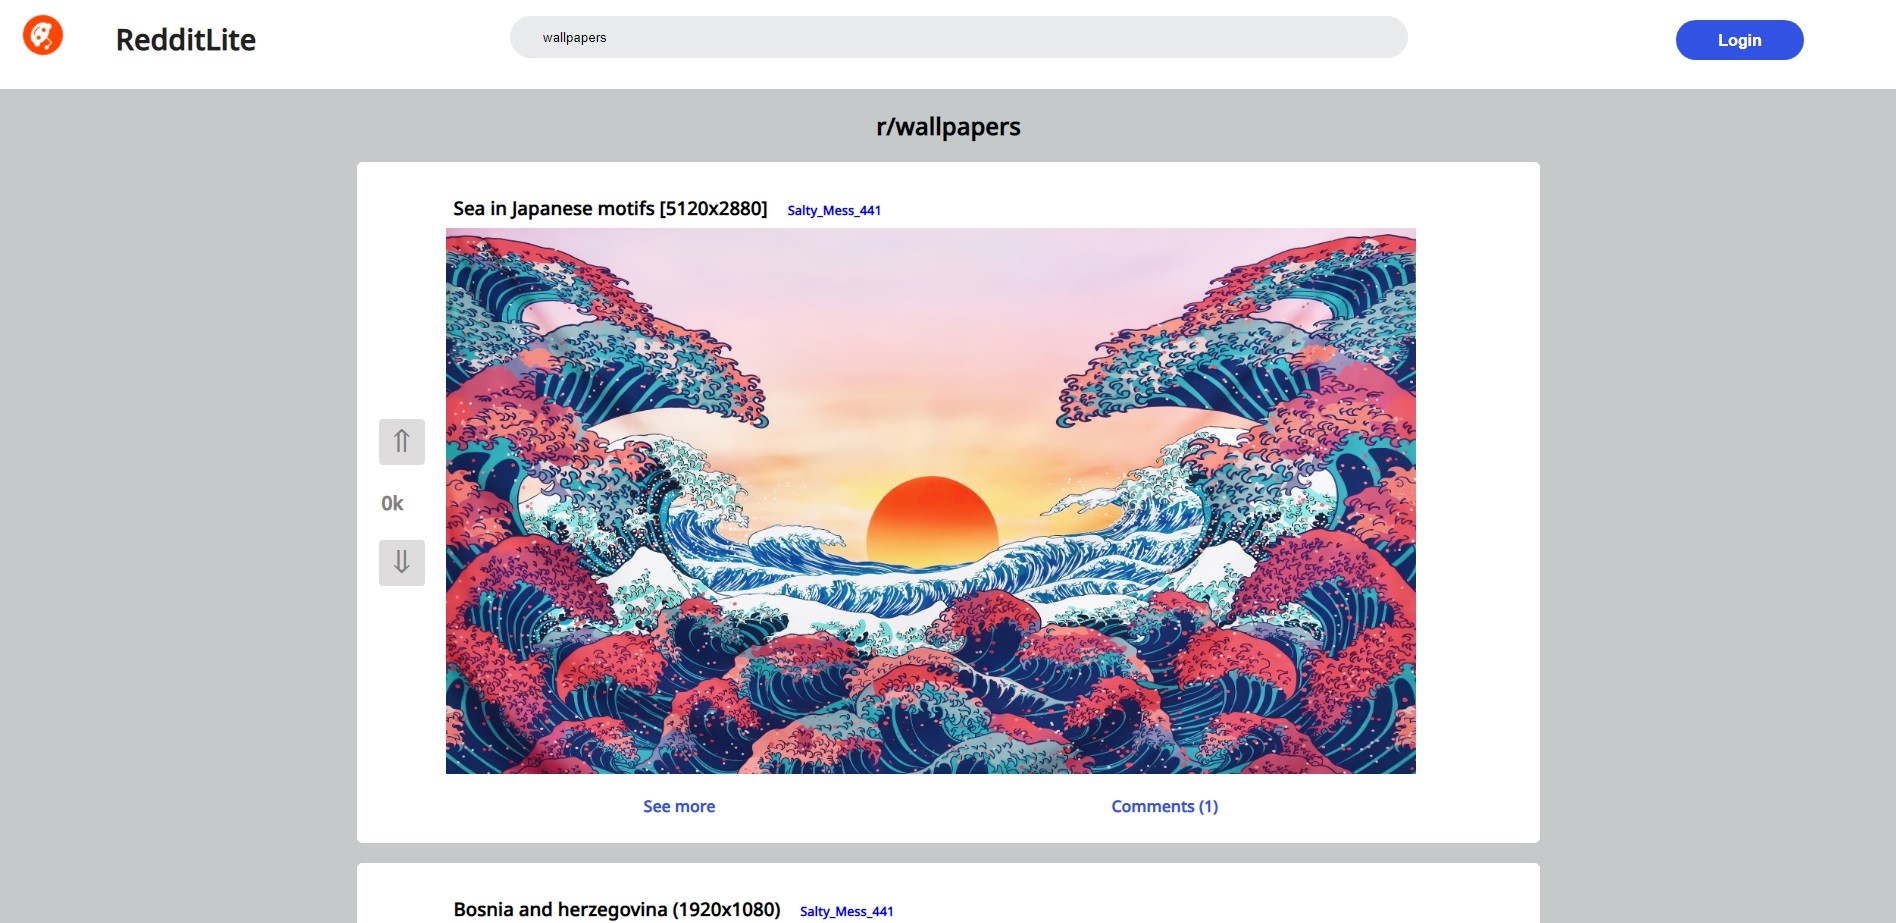 RedditLite
wallpapers
Login
r/wallpapers
Sea in Japanese motifs [5120x2880] Salty_Mess_441
⇑
0k
⇓
See more
Comments (1)
Bosnia and herzegovina (1920x1080) Salty_Mess_441